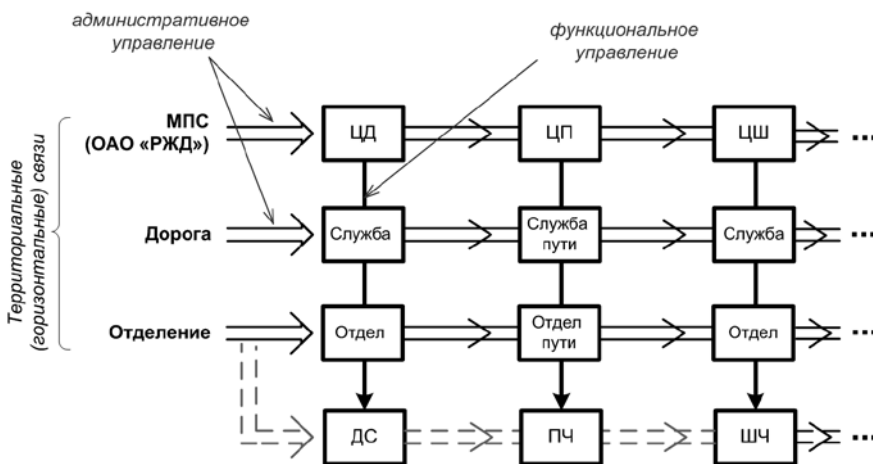 административное
управление
функциональное
управление
Территориальные
(горизонтальные) связи
МПС
(ОАО «РЖД»)
ЦД
ЦП
ЦШ
...
Дорога
Служба
Служба
пути
Служба
...
Отделение
Отдел
Отдел
пути
Отдел
...
ДС
ПЧ
ШЧ
...